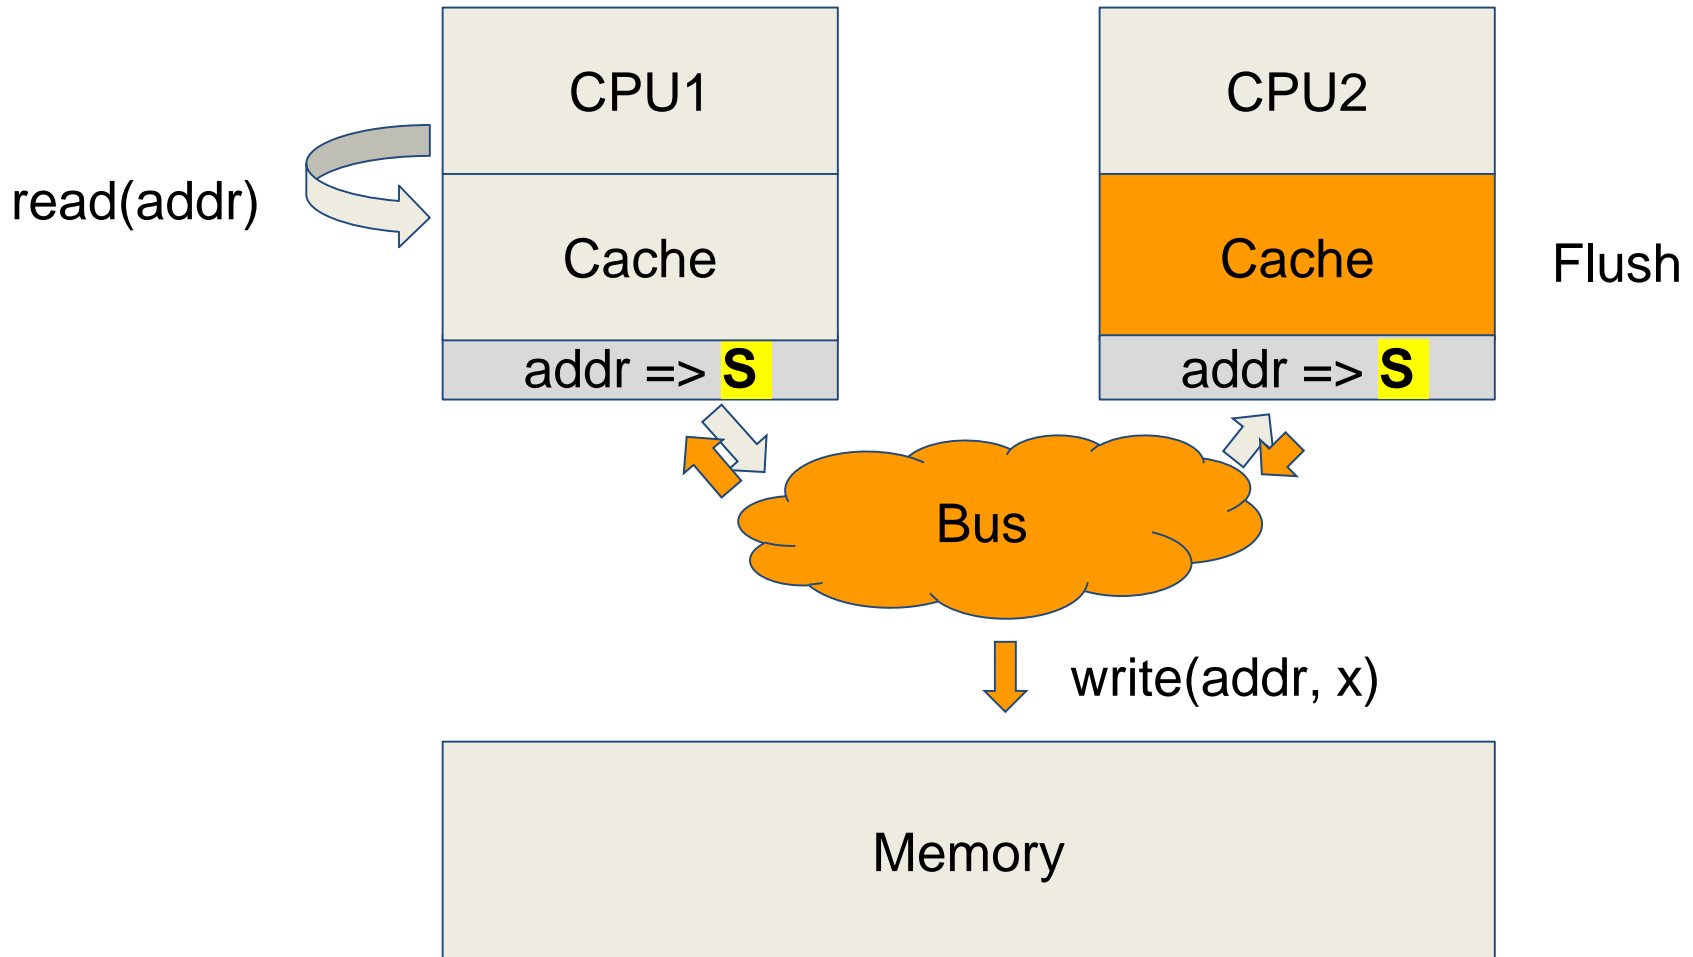 CPU1
CPU2
read(addr)
Cache
Cache
Flush
addr => S
addr => S
Bus
write(addr, x)
Memory